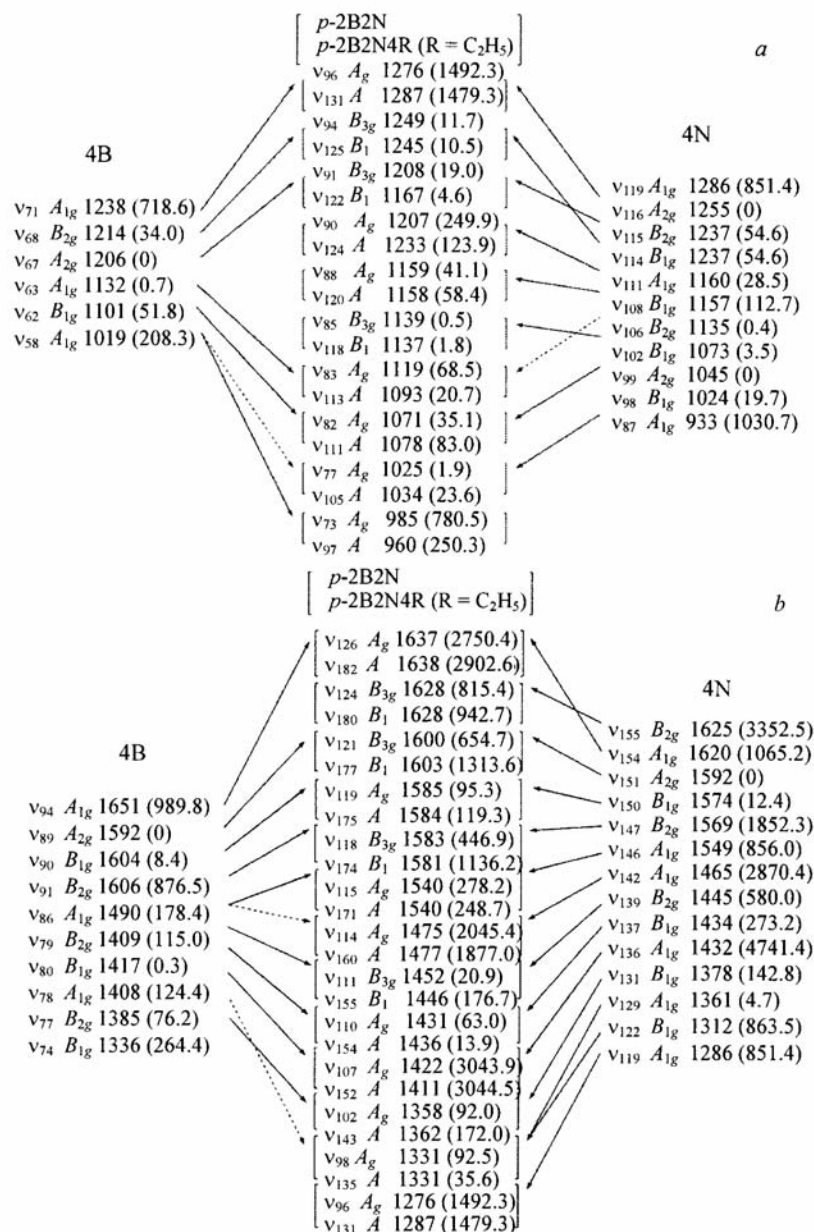 p-2B2N
p-2B2N4R (R = C₂H₅)
a
ν₉₆ A_g 1276 (1492.3)
ν₁₃₁ A 1287 (1479.3)
ν₉₄ B₃g 1249 (11.7)
ν₁₂₅ B₁ 1245 (10.5)
ν₉₁ B₃g 1208 (19.0)
ν₁₂₂ B₁ 1167 (4.6)
ν₉₀ A_g 1207 (249.9)
ν₁₂₄ A 1233 (123.9)
ν₈₈ A_g 1159 (41.1)
ν₁₂₀ A 1158 (58.4)
ν₈₅ B₃g 1139 (0.5)
ν₁₁₈ B₁ 1137 (1.8)
ν₈₃ A_g 1119 (68.5)
ν₁₁₃ A 1093 (20.7)
ν₈₂ A_g 1071 (35.1)
ν₁₁₁ A 1078 (83.0)
ν₇₇ A_g 1025 (1.9)
ν₁₀₅ A 1034 (23.6)
ν₇₃ A_g 985 (780.5)
ν₉₇ A 960 (250.3)
4B
ν₇₁ A₁g 1238 (718.6)
ν₆₈ B₂g 1214 (34.0)
ν₆₇ A₂g 1206 (0)
ν₆₃ A₁g 1132 (0.7)
ν₆₂ B₁g 1101 (51.8)
ν₅₈ A₁g 1019 (208.3)
4N
ν₁₁₉ A₁g 1286 (851.4)
ν₁₁₆ A₂g 1255 (0)
ν₁₁₅ B₂g 1237 (54.6)
ν₁₁₄ B₁g 1237 (54.6)
ν₁₁₁ A₁g 1160 (28.5)
ν₁₀₈ B₁g 1157 (112.7)
ν₁₀₆ B₂g 1135 (0.4)
ν₁₀₂ B₁g 1073 (3.5)
ν₉₉ A₂g 1045 (0)
ν₉₈ B₁g 1024 (19.7)
ν₈₇ A₁g 933 (1030.7)
p-2B2N
p-2B2N4R (R = C₂H₅)
b
ν₁₂₆ A_g 1637 (2750.4)
ν₁₈₂ A 1638 (2902.6)
ν₁₂₄ B₃g 1628 (815.4)
ν₁₈₀ B₁ 1628 (942.7)
ν₁₂₁ B₃g 1600 (654.7)
ν₁₇₇ B₁ 1603 (1313.6)
ν₁₁₉ A_g 1585 (95.3)
ν₁₇₅ A 1584 (119.3)
ν₁₁₈ B₃g 1583 (446.9)
ν₁₇₄ B₁ 1581 (1136.2)
ν₁₁₅ A_g 1540 (278.2)
ν₁₇₁ A 1540 (248.7)
ν₁₁₄ A_g 1475 (2045.4)
ν₁₆₀ A 1477 (1877.0)
ν₁₁₁ B₃g 1452 (20.9)
ν₁₅₅ B₁ 1446 (176.7)
ν₁₁₀ A_g 1431 (63.0)
ν₁₅₄ A 1436 (13.9)
ν₁₀₇ A_g 1422 (3043.9)
ν₁₅₂ A 1411 (3044.5)
ν₁₀₂ A_g 1358 (92.0)
ν₁₄₃ A 1362 (172.0)
ν₉₈ A_g 1331 (92.5)
ν₁₃₅ A 1331 (35.6)
ν₉₆ A_g 1276 (1492.3)
ν₁₃₁ A 1287 (1479.3)
4B
ν₉₄ A₁g 1651 (989.8)
ν₈₉ A₂g 1592 (0)
ν₉₀ B₁g 1604 (8.4)
ν₉₁ B₂g 1606 (876.5)
ν₈₆ A₁g 1490 (178.4)
ν₇₉ B₂g 1409 (115.0)
ν₈₀ B₁g 1417 (0.3)
ν₇₈ A₁g 1408 (124.4)
ν₇₇ B₂g 1385 (76.2)
ν₇₄ B₁g 1336 (264.4)
4N
ν₁₅₅ B₂g 1625 (3352.5)
ν₁₅₄ A₁g 1620 (1065.2)
ν₁₅₁ A₂g 1592 (0)
ν₁₅₀ B₁g 1574 (12.4)
ν₁₄₇ B₂g 1569 (1852.3)
ν₁₄₆ A₁g 1549 (856.0)
ν₁₄₂ A₁g 1465 (2870.4)
ν₁₃₉ B₂g 1445 (580.0)
ν₁₃₇ B₁g 1434 (273.2)
ν₁₃₆ A₁g 1432 (4741.4)
ν₁₃₁ B₁g 1378 (142.8)
ν₁₂₉ A₁g 1361 (4.7)
ν₁₂₂ B₁g 1312 (863.5)
ν₁₁₉ A₁g 1286 (851.4)